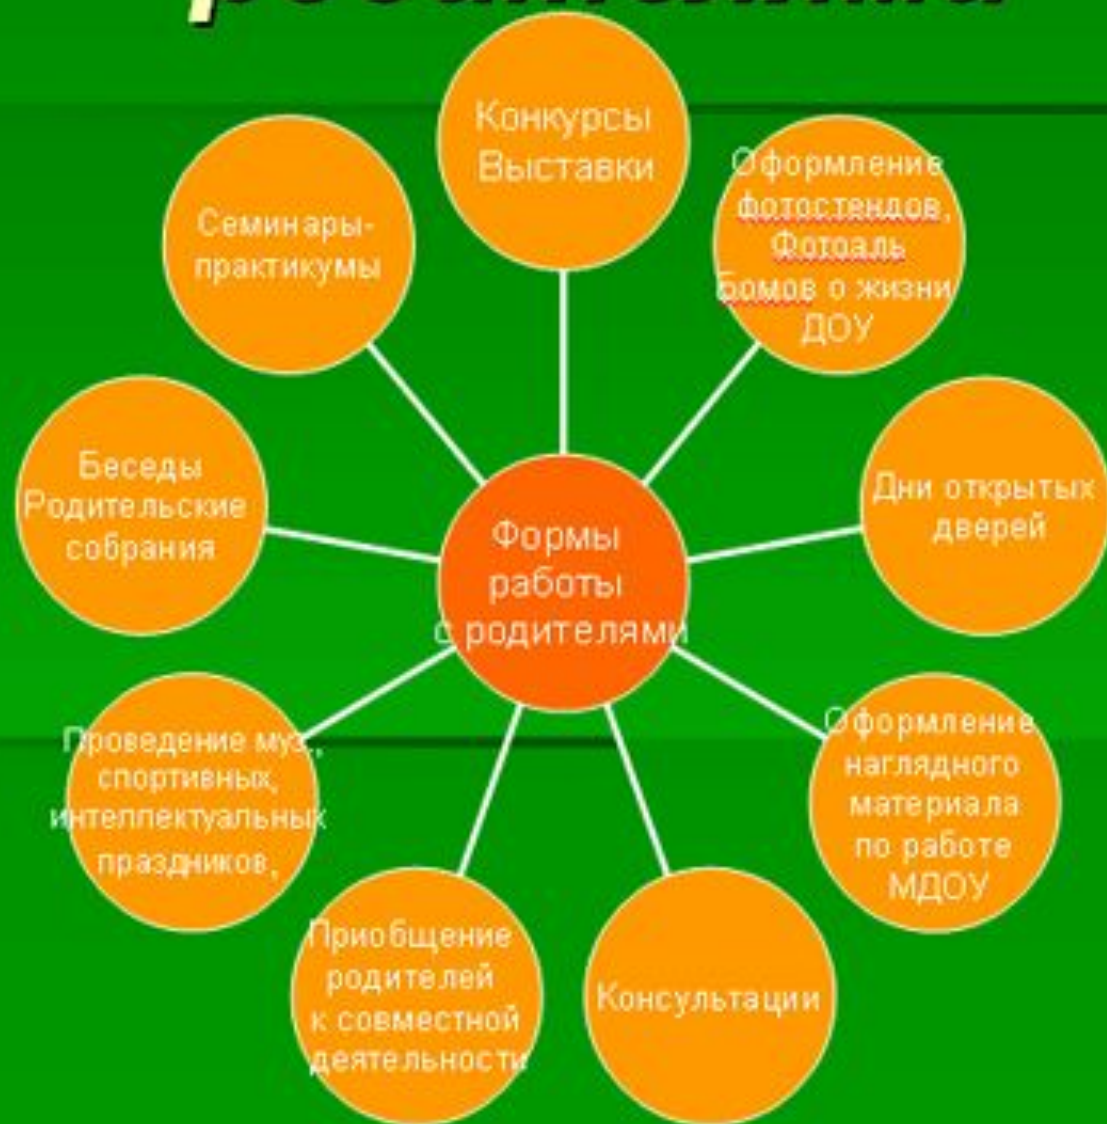 Конкурсы
Выставки
Оформление
фотостендов,
Фотоаль
Бомов о жизни
ДОУ
Дни открытых
дверей
Оформление
наглядного
материала
по работе
МДОУ
Консультации
Приобщение
родителей
к совместной
деятельности
Проведение муз.,
спортивных,
интеллектуальных
праздников,
Беседы
Родительские
собрания
Семинары-
практикумы
Формы
работы
с родителями